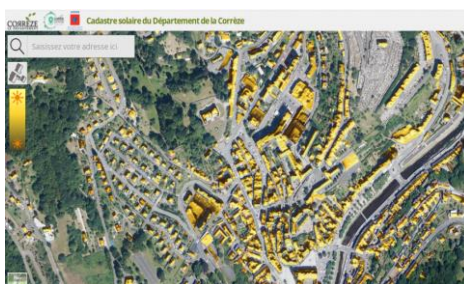 CORRÈZE
Cadastre solaire du Département de la Corrèze
Saisissez votre adresse ici